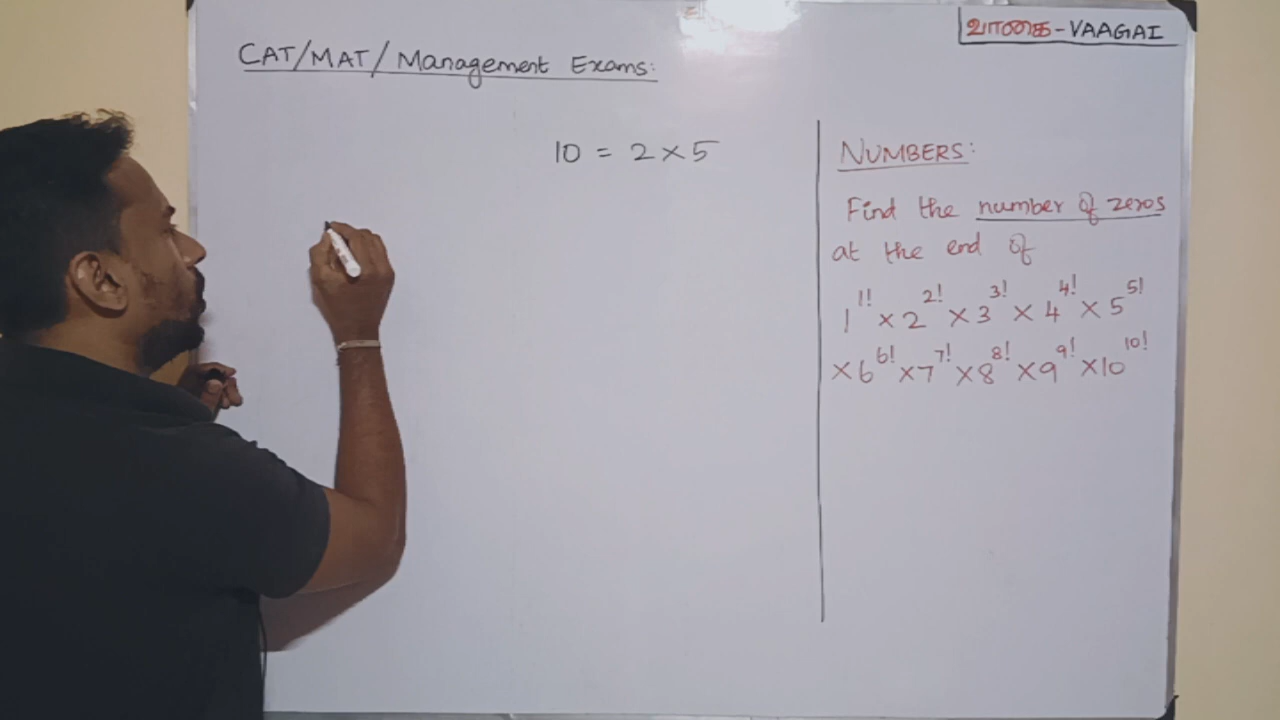 வாகை-VAAGAI
CAT/MAT/Management Exams:
10 = 2 × 5
NUMBERS:
Find the number of zeros
at the end of
1^1! × 2^2! × 3^3! × 4^4! × 5^5!
× 6^6! × 7^7! × 8^8! × 9^9! × 10^10!